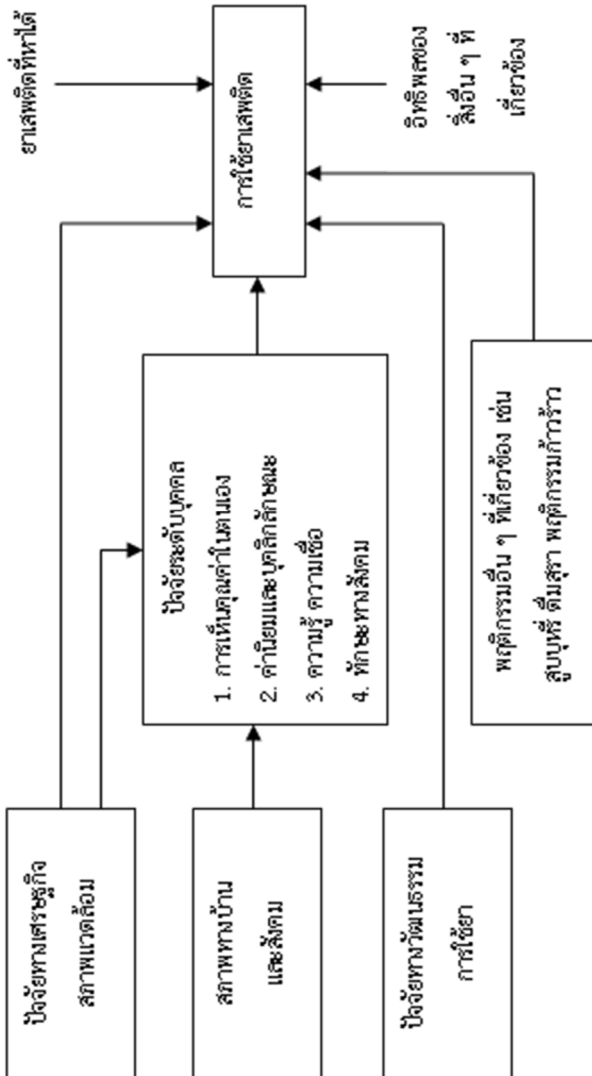 ปัจจัยทางเศรษฐกิจ
สภาพแวดล้อม
สภาพทางบ้าน
และสังคม
ปัจจัยทางวัฒนธรรม
การใช้ยา
ปัจจัยระดับบุคคล
1. การเห็นคุณค่าในตนเอง
2. ค่านิยมและบุคลิกลักษณะ
3. ความรู้ ความเชื่อ
4. ทักษะทางสังคม
พฤติกรรมอื่น ๆ ที่เกี่ยวข้อง เช่น
สูบบุหรี่ ดื่มสุรา พฤติกรรมก้าวร้าว
ยาเสพติดที่หาได้
การใช้ยาเสพติด
อิทธิพลของ
สิ่งอื่น ๆ ที่
เกี่ยวข้อง